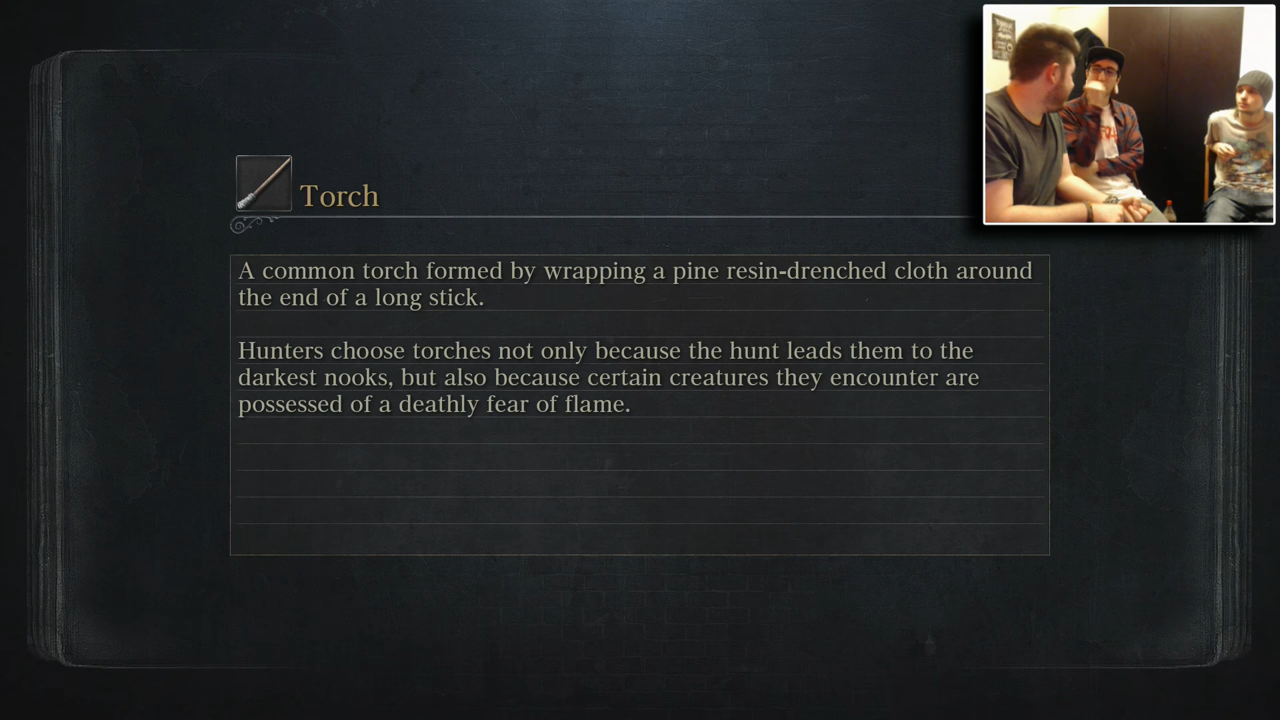 Torch
A common torch formed by wrapping a pine resin-drenched cloth around
the end of a long stick.
Hunters choose torches not only because the hunt leads them to the
darkest nooks, but also because certain creatures they encounter are
possessed of a deathly fear of flame.